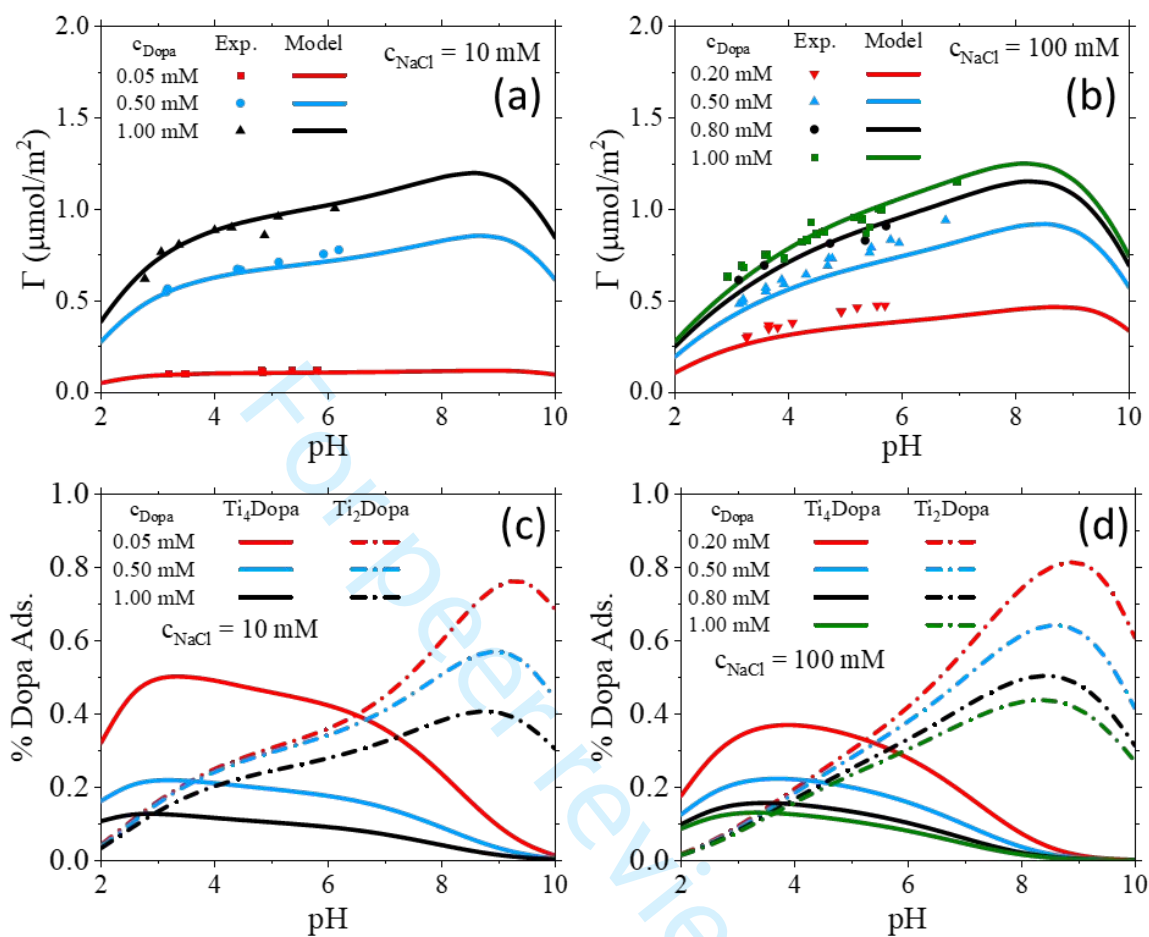 2.0
1.5
1.0
0.5
0.0
Γ (μmol/m²)
c_Dopa Exp. Model c_NaCl = 10 mM
0.05 mM
0.50 mM
1.00 mM
(a)
2 4 6 8 10
pH
2.0
1.5
1.0
0.5
0.0
Γ (μmol/m²)
c_Dopa Exp. Model c_NaCl = 100 mM
0.20 mM
0.50 mM
0.80 mM
1.00 mM
(b)
2 4 6 8 10
pH
1.0
0.8
0.6
0.4
0.2
0.0
% Dopa Ads.
c_Dopa Ti₄Dopa Ti₂Dopa
0.05 mM
0.50 mM
1.00 mM
c_NaCl = 10 mM
(c)
2 4 6 8 10
pH
1.0
0.8
0.6
0.4
0.2
0.0
% Dopa Ads.
c_Dopa Ti₄Dopa Ti₂Dopa
0.20 mM
0.50 mM
0.80 mM
1.00 mM
c_NaCl = 100 mM
(d)
2 4 6 8 10
pH
For peer review